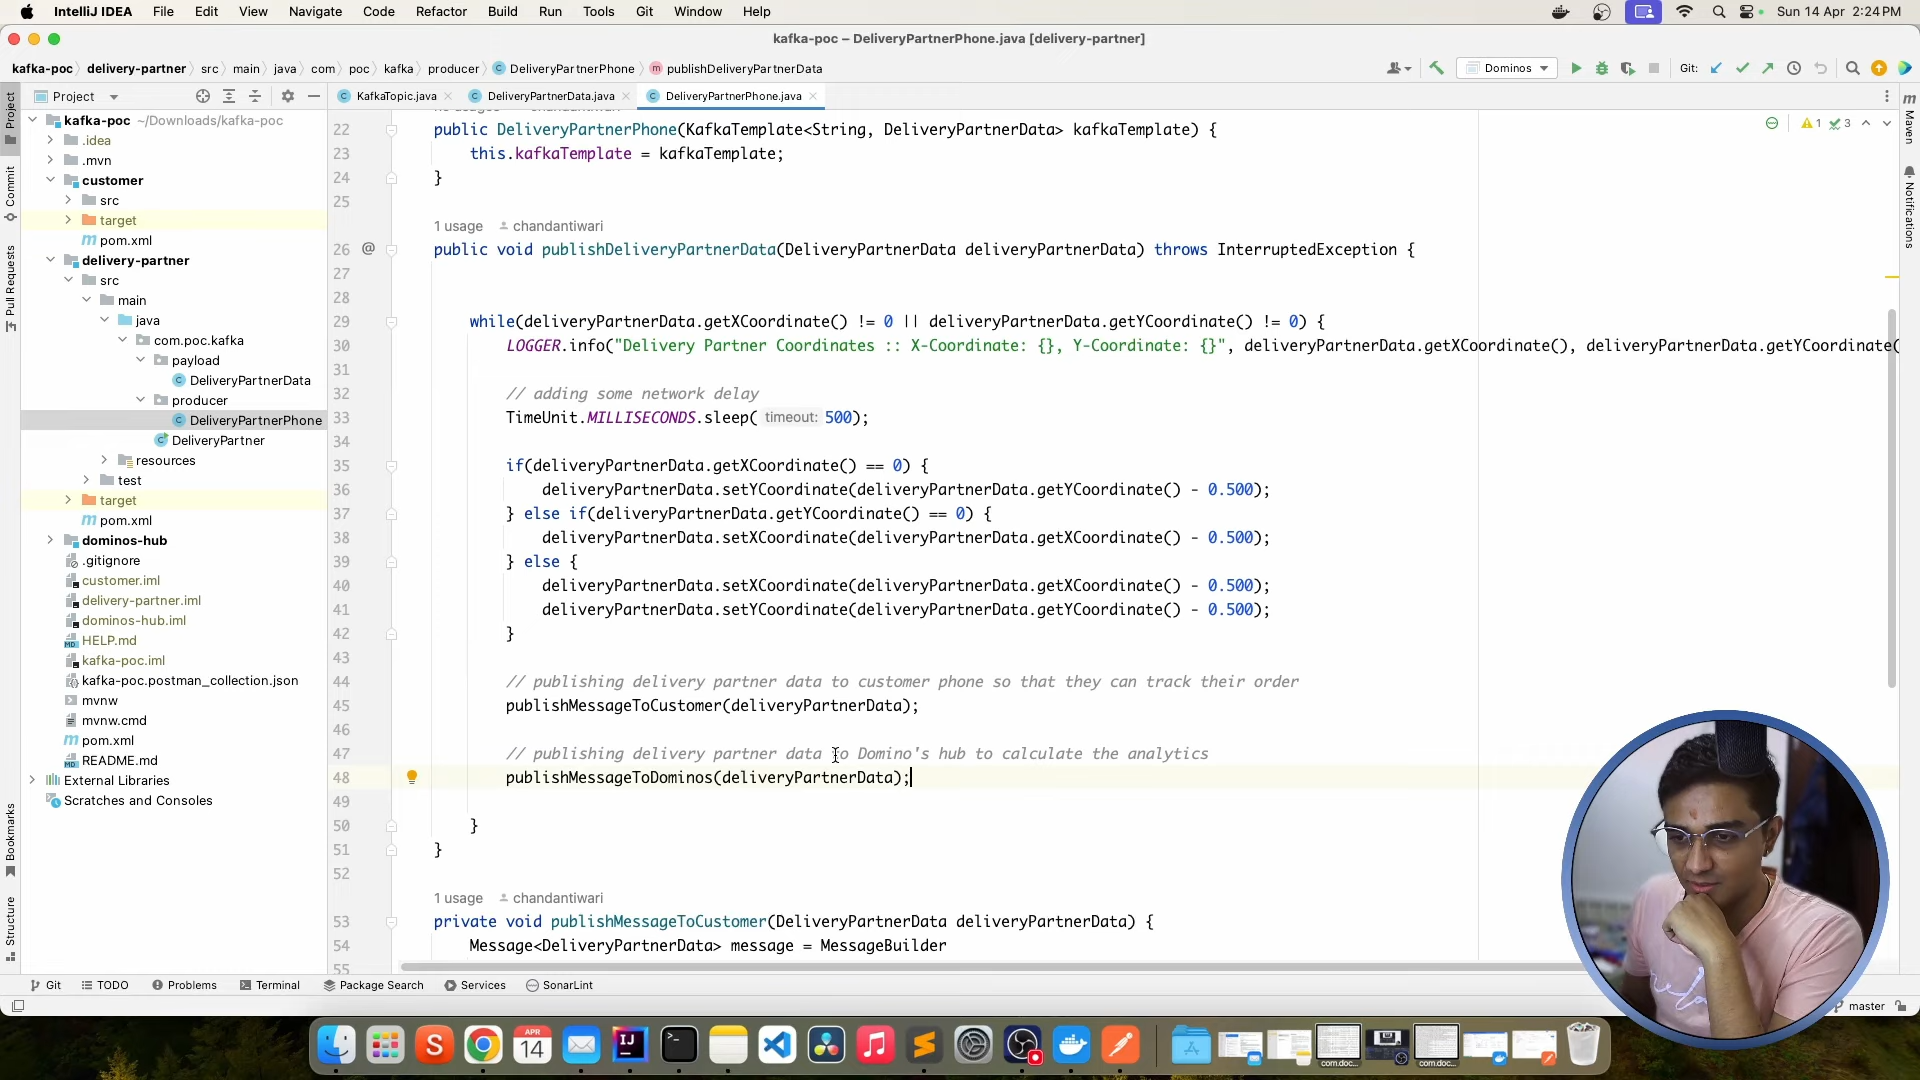 IntelliJ IDEA File Edit View Navigate Code Refactor Build Run Tools Git Window Help Sun 14 Apr 2:24 PM
kafka-poc – DeliveryPartnerPhone.java [delivery-partner]
kafka-poc delivery-partner src main java com poc kafka producer DeliveryPartnerPhone publishDeliveryPartnerData Dominos Git:
Project KafkaTopic.java DeliveryPartnerData.java DeliveryPartnerPhone.java
Project
Commit
Pull Requests
Bookmarks
Structure
Maven
Notifications
kafka-poc ~/Downloads/kafka-poc
.idea
.mvn
customer
src
target
pom.xml
delivery-partner
src
main
java
com.poc.kafka
payload
DeliveryPartnerData
producer
DeliveryPartnerPhone
DeliveryPartner
resources
test
target
pom.xml
dominos-hub
.gitignore
customer.iml
delivery-partner.iml
dominos-hub.iml
HELP.md
kafka-poc.iml
kafka-poc.postman_collection.json
mvnw
mvnw.cmd
pom.xml
README.md
External Libraries
Scratches and Consoles
1 3
22 public DeliveryPartnerPhone(KafkaTemplate<String, DeliveryPartnerData> kafkaTemplate) {
23 this.kafkaTemplate = kafkaTemplate;
24 }
25
1 usage chandantiwari
26 @ public void publishDeliveryPartnerData(DeliveryPartnerData deliveryPartnerData) throws InterruptedException {
27
28
29 while(deliveryPartnerData.getXCoordinate() != 0 || deliveryPartnerData.getYCoordinate() != 0) {
30 LOGGER.info("Delivery Partner Coordinates :: X-Coordinate: {}, Y-Coordinate: {}", deliveryPartnerData.getXCoordinate(), deliveryPartnerData.getYCoordinate(
31
32 // adding some network delay
33 TimeUnit.MILLISECONDS.sleep( timeout: 500);
34
35 if(deliveryPartnerData.getXCoordinate() == 0) {
36 deliveryPartnerData.setYCoordinate(deliveryPartnerData.getYCoordinate() - 0.500);
37 } else if(deliveryPartnerData.getYCoordinate() == 0) {
38 deliveryPartnerData.setXCoordinate(deliveryPartnerData.getXCoordinate() - 0.500);
39 } else {
40 deliveryPartnerData.setXCoordinate(deliveryPartnerData.getXCoordinate() - 0.500);
41 deliveryPartnerData.setYCoordinate(deliveryPartnerData.getYCoordinate() - 0.500);
42 }
43
44 // publishing delivery partner data to customer phone so that they can track their order
45 publishMessageToCustomer(deliveryPartnerData);
46
47 // publishing delivery partner data to Domino's hub to calculate the analytics
48 publishMessageToDominos(deliveryPartnerData);
49
50 }
51 }
52
1 usage chandantiwari
53 private void publishMessageToCustomer(DeliveryPartnerData deliveryPartnerData) {
54 Message<DeliveryPartnerData> message = MessageBuilder
55
Git TODO Problems Terminal Package Search Services SonarLint
master
APR
14